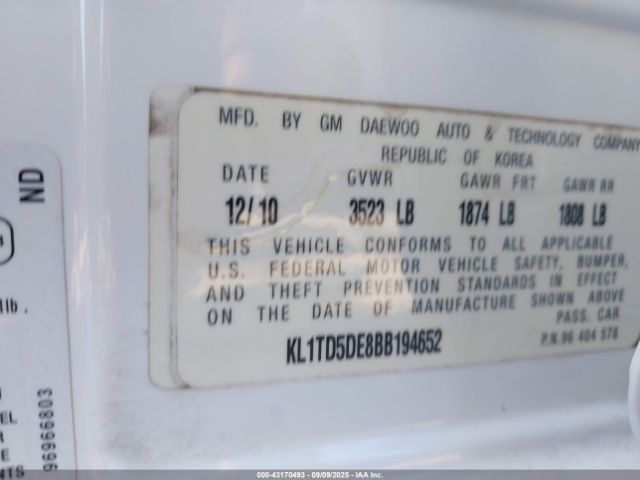 MFD. BY GM DAEWOO AUTO & TECHNOLOGY COMPANY
REPUBLIC OF KOREA
DATE GVWR GAWR FRT GAWR RR
12/10 3523 LB 1874 LB 1808 LB
THIS VEHICLE CONFORMS TO ALL APPLICABLE
U.S. FEDERAL MOTOR VEHICLE SAFETY, BUMPER,
AND THEFT PREVENTION STANDARDS IN EFFECT
ON THE DATE OF MANUFACTURE SHOWN ABOVE
PASS. CAR
KL1TD5DE8BB194652
P.N.96 404 578
ND
lb.
EL
R
E
NTS
96966803
000-43170493 - 09/09/2025 - IAA Inc.